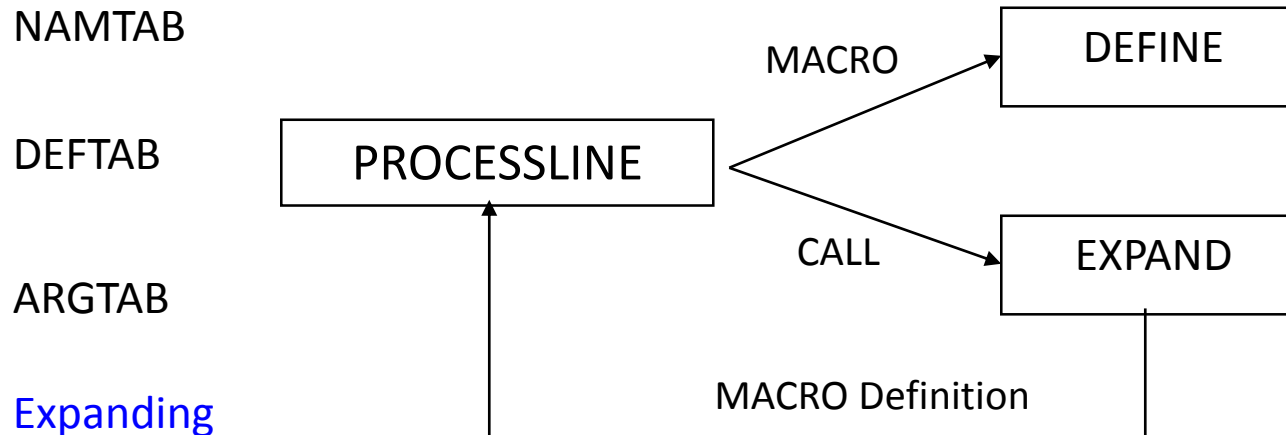 NAMTAB
DEFTAB
ARGTAB
Expanding
PROCESSLINE
MACRO
DEFINE
CALL
EXPAND
MACRO Definition